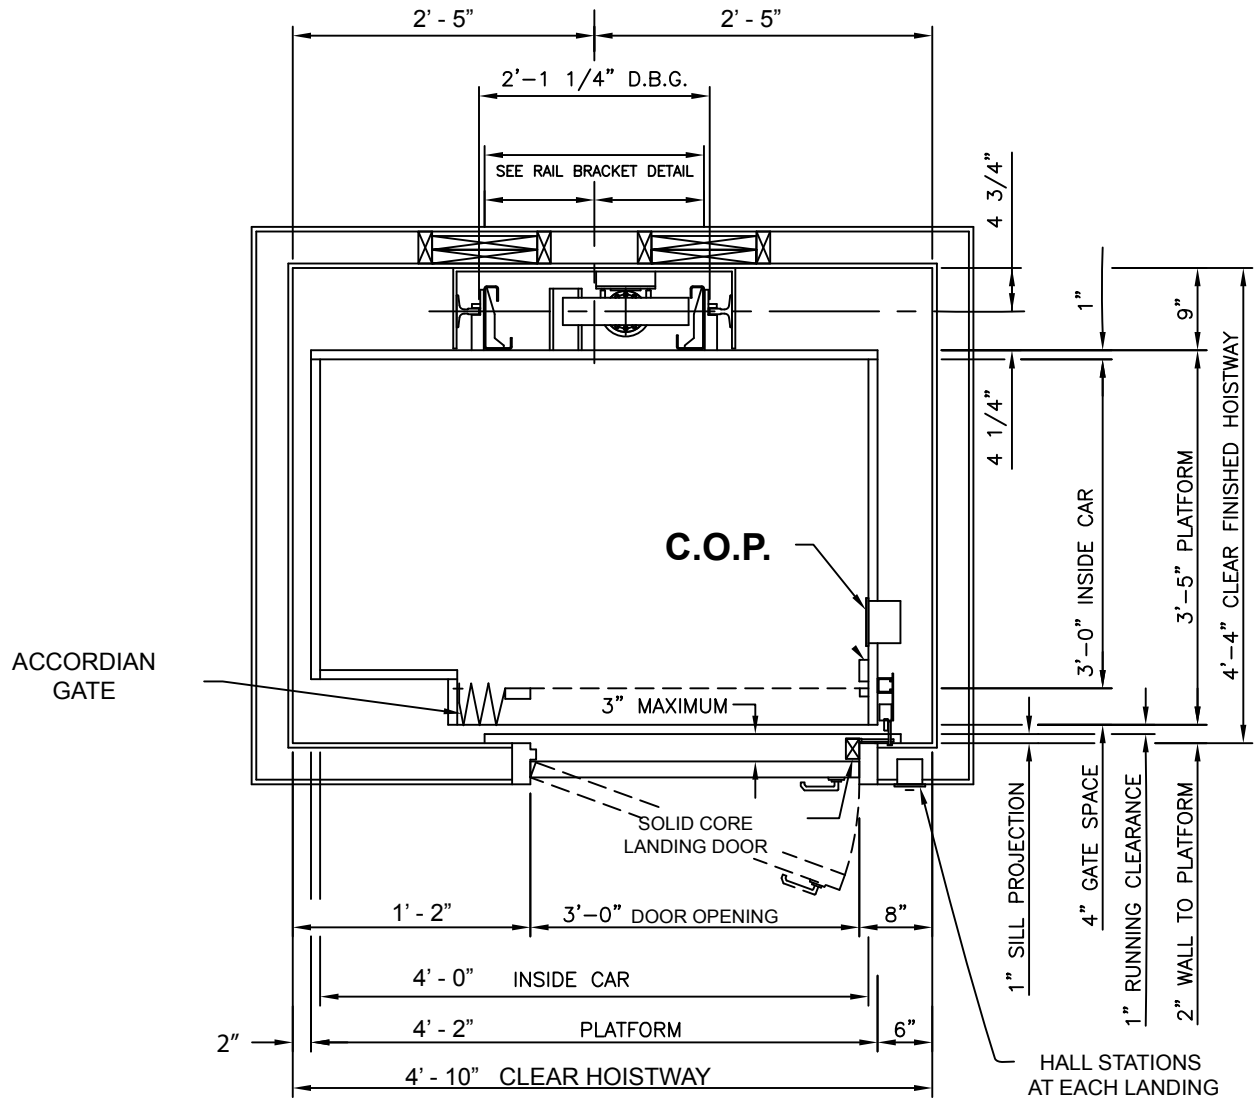 2' - 5"
2' - 5"
2'-1 1/4" D.B.G.
SEE RAIL BRACKET DETAIL
4 3/4"
1"
9"
4 1/4"
3'-0" INSIDE CAR
3'-5" PLATFORM
4'-4" CLEAR FINISHED HOISTWAY
C.O.P.
ACCORDIAN
GATE
3" MAXIMUM
SOLID CORE
LANDING DOOR
1" SILL PROJECTION
4" GATE SPACE
1" RUNNING CLEARANCE
2" WALL TO PLATFORM
1' - 2"
3'-0" DOOR OPENING
8"
4' - 0" INSIDE CAR
2"
4' - 2" PLATFORM
6"
4' - 10" CLEAR HOISTWAY
HALL STATIONS
AT EACH LANDING